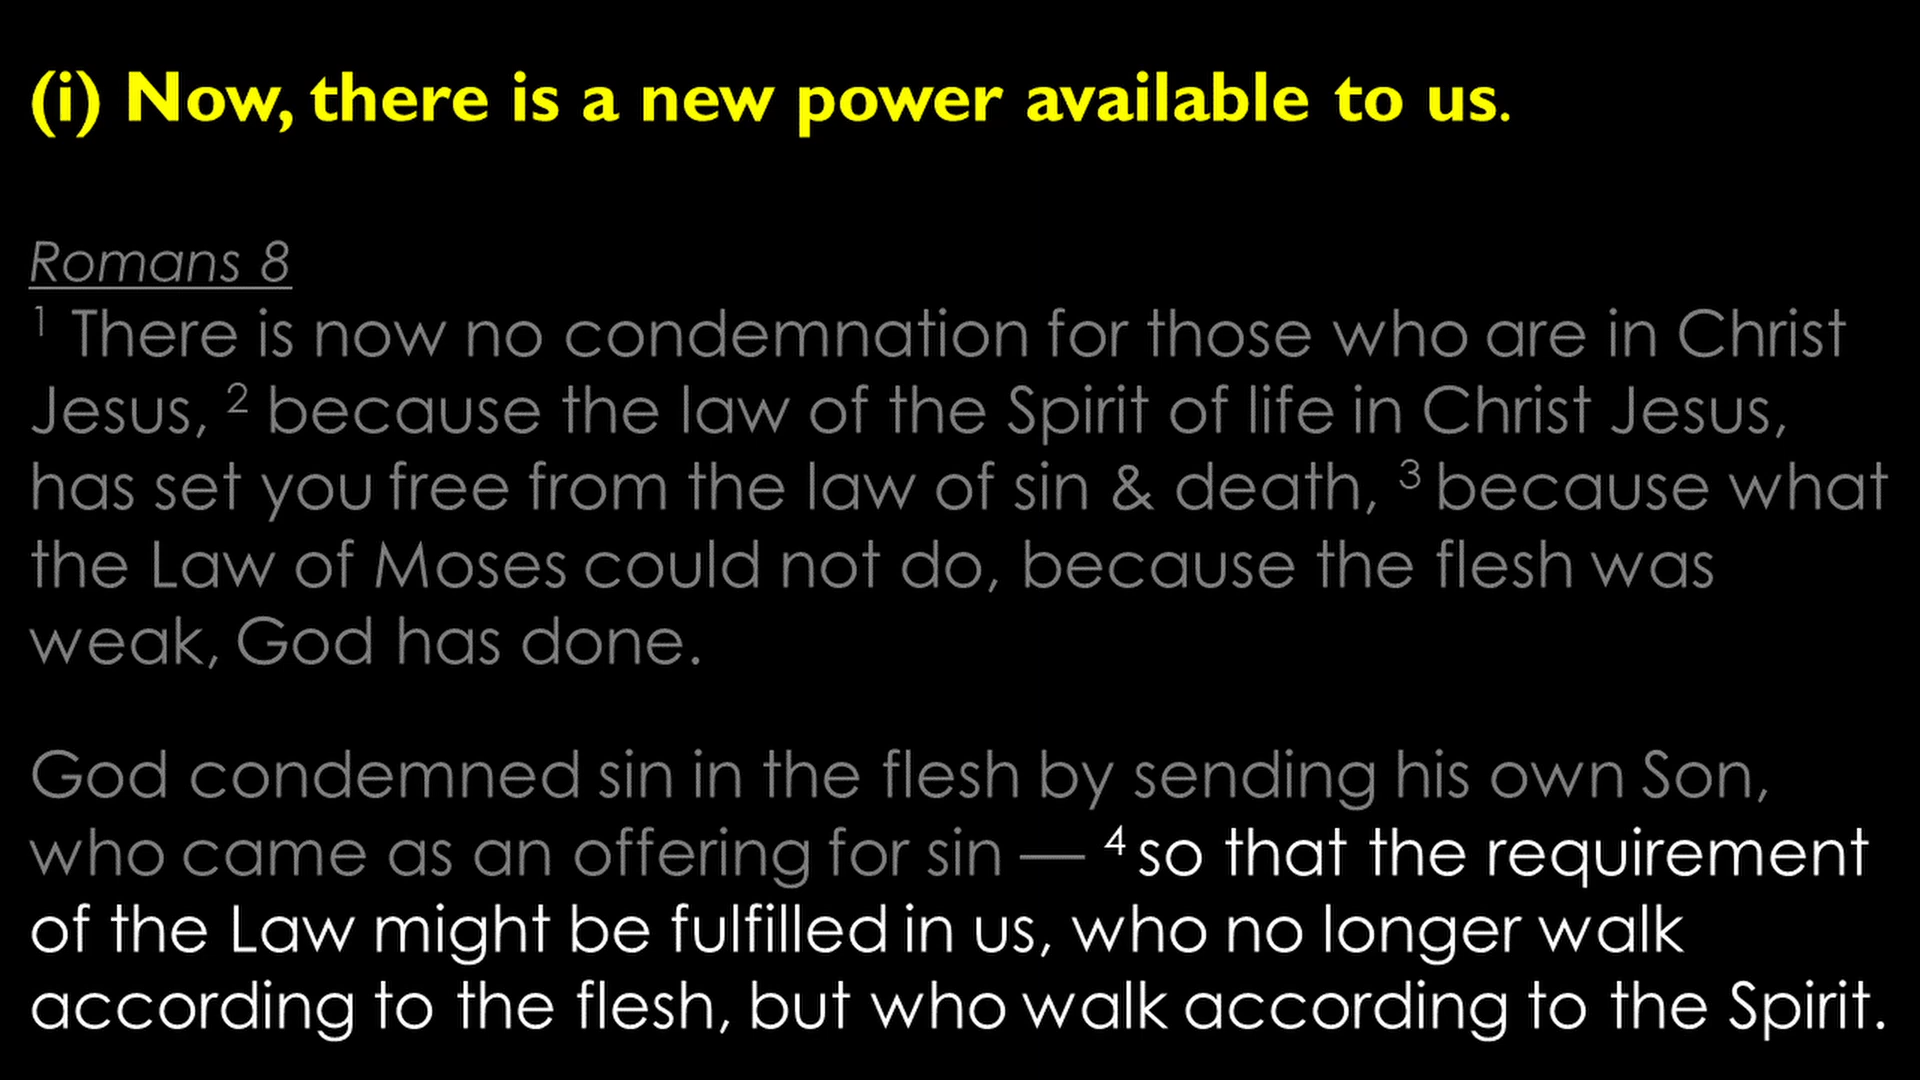 (i) Now, there is a new power available to us.
Romans 8
1 There is now no condemnation for those who are in Christ
Jesus, 2 because the law of the Spirit of life in Christ Jesus,
has set you free from the law of sin & death, 3 because what
the Law of Moses could not do, because the flesh was
weak, God has done.
God condemned sin in the flesh by sending his own Son,
who came as an offering for sin — 4 so that the requirement
of the Law might be fulfilled in us, who no longer walk
according to the flesh, but who walk according to the Spirit.